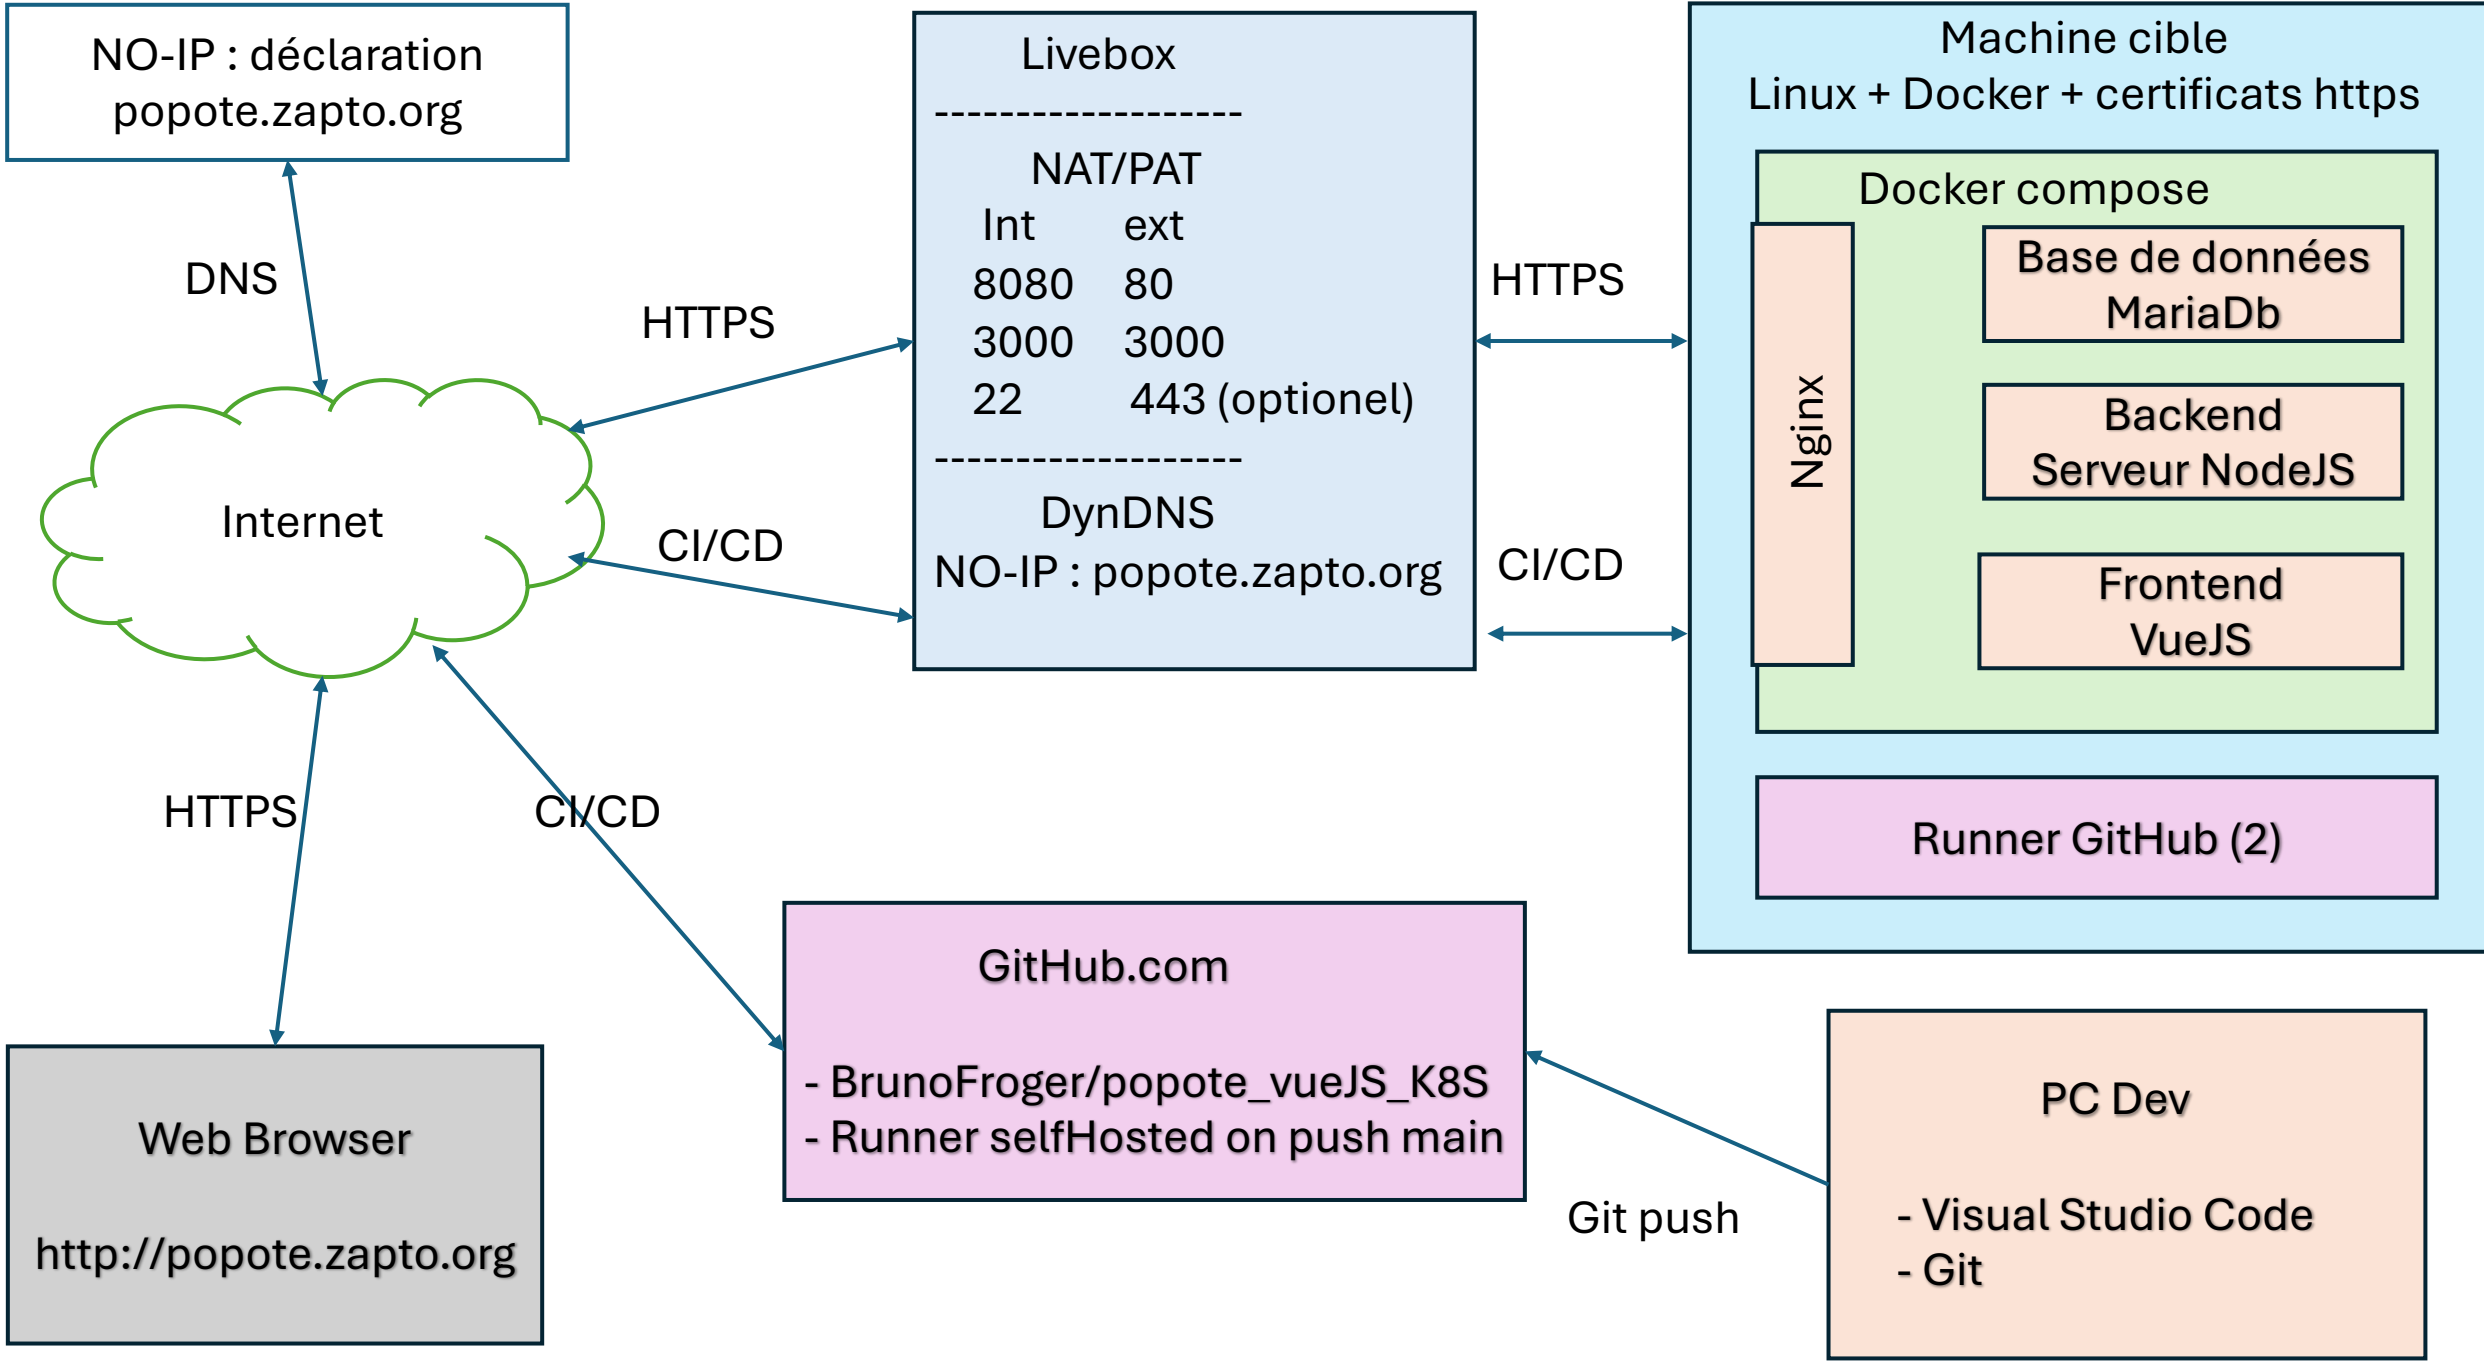 NO-IP : déclaration
popote.zapto.org
DNS
Internet
HTTPS
CI/CD
Livebox
-------------------
NAT/PAT
Int ext
8080 80
3000 3000
22 443 (optionel)
-------------------
DynDNS
NO-IP : popote.zapto.org
HTTPS
CI/CD
Machine cible
Linux + Docker + certificats https
Docker compose
Nginx
Base de données
MariaDb
Backend
Serveur NodeJS
Frontend
VueJS
Runner GitHub (2)
HTTPS
CI/CD
Web Browser
http://popote.zapto.org
GitHub.com
- BrunoFroger/popote_vueJS_K8S
- Runner selfHosted on push main
Git push
PC Dev
- Visual Studio Code
- Git